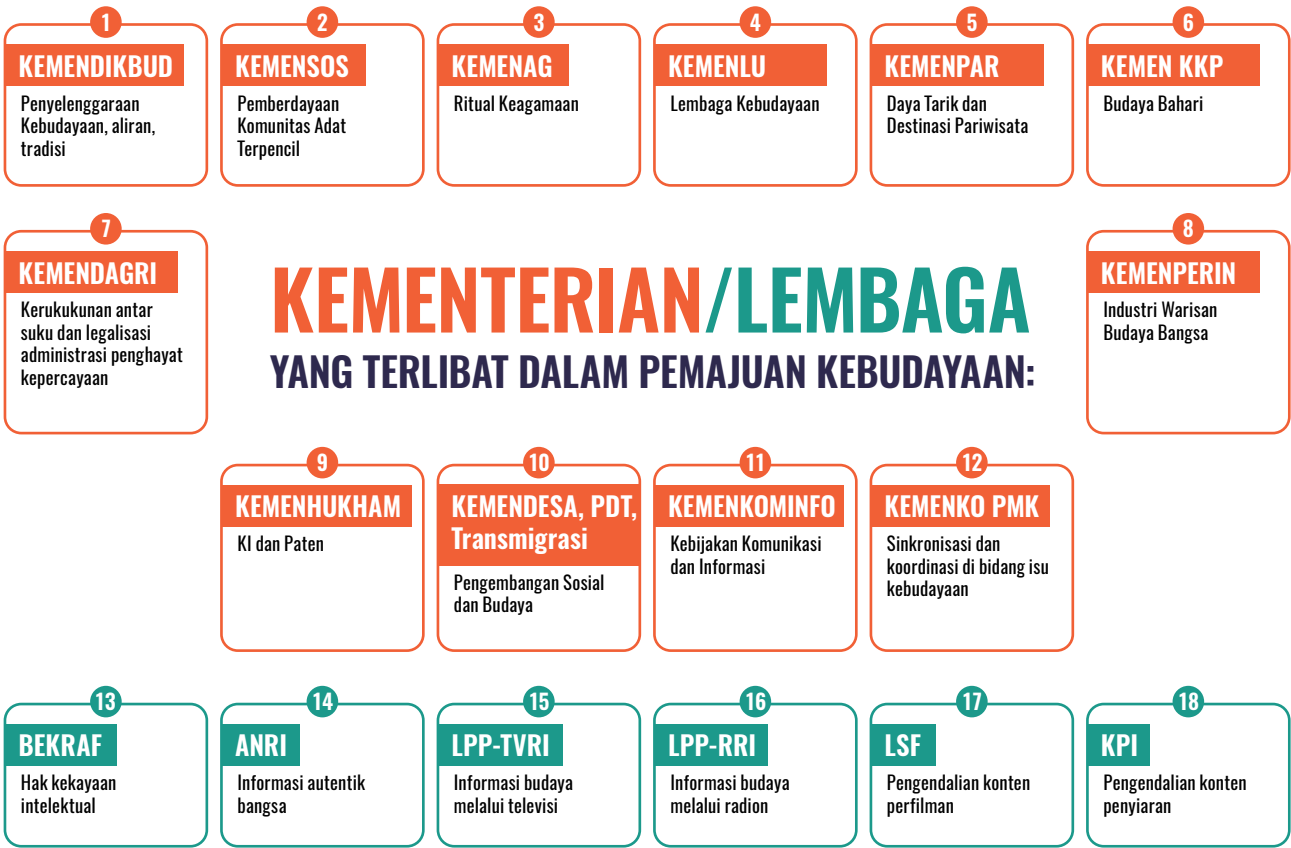 1
KEMENDIKBUD
Penyelenggaraan
Kebudayaan, aliran,
tradisi
2
KEMENSOS
Pemberdayaan
Komunitas Adat
Terpencil
3
KEMENAG
Ritual Keagamaan
4
KEMENLU
Lembaga Kebudayaan
5
KEMENPAR
Daya Tarik dan
Destinasi Pariwisata
6
KEMEN KKP
Budaya Bahari
7
KEMENDAGRI
Kerukukunan antar
suku dan legalisasi
administrasi penghayat
kepercayaan
KEMENTERIAN/LEMBAGA
YANG TERLIBAT DALAM PEMAJUAN KEBUDAYAAN:
8
KEMENPERIN
Industri Warisan
Budaya Bangsa
9
KEMENHUKHAM
KI dan Paten
10
KEMENDESA, PDT,
Transmigrasi
Pengembangan Sosial
dan Budaya
11
KEMENKOMINFO
Kebijakan Komunikasi
dan Informasi
12
KEMENKO PMK
Sinkronisasi dan
koordinasi di bidang isu
kebudayaan
13
BEKRAF
Hak kekayaan
intelektual
14
ANRI
Informasi autentik
bangsa
15
LPP-TVRI
Informasi budaya
melalui televisi
16
LPP-RRI
Informasi budaya
melalui radion
17
LSF
Pengendalian konten
perfilman
18
KPI
Pengendalian konten
penyiaran